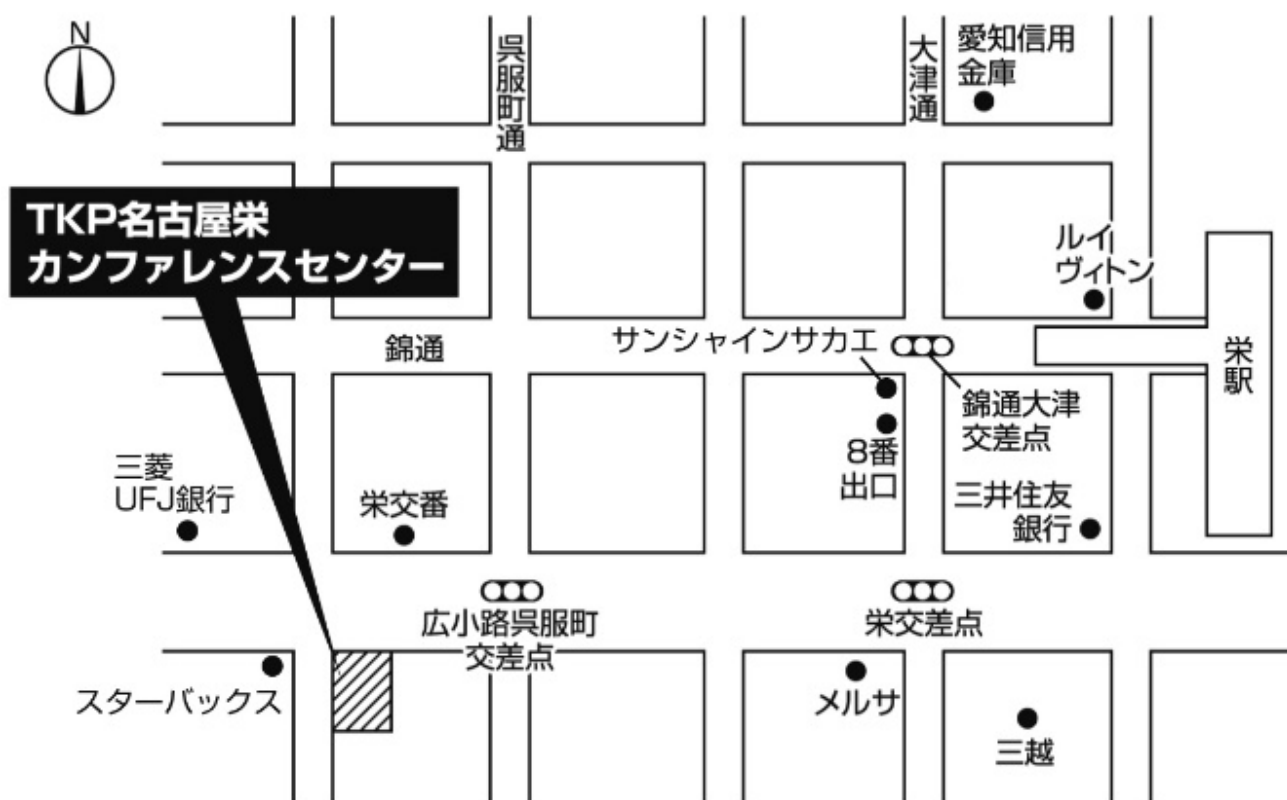 N
呉服町通
大津通
愛知信用
金庫
TKP名古屋栄
カンファレンスセンター
ルイ
ヴィトン
錦通
サンシャインサカエ
栄駅
錦通大津
交差点
8番
出口
三菱
UFJ銀行
栄交番
三井住友
銀行
広小路呉服町
交差点
栄交差点
スターバックス
メルサ
三越